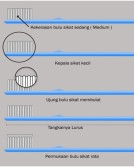 Kekerasan bulu sikat sedang ( Medium )
Kepala sikat kecil
Ujung bulu sikat membulat
Tangkainya Lurus
Permukaan bulu sikat rata